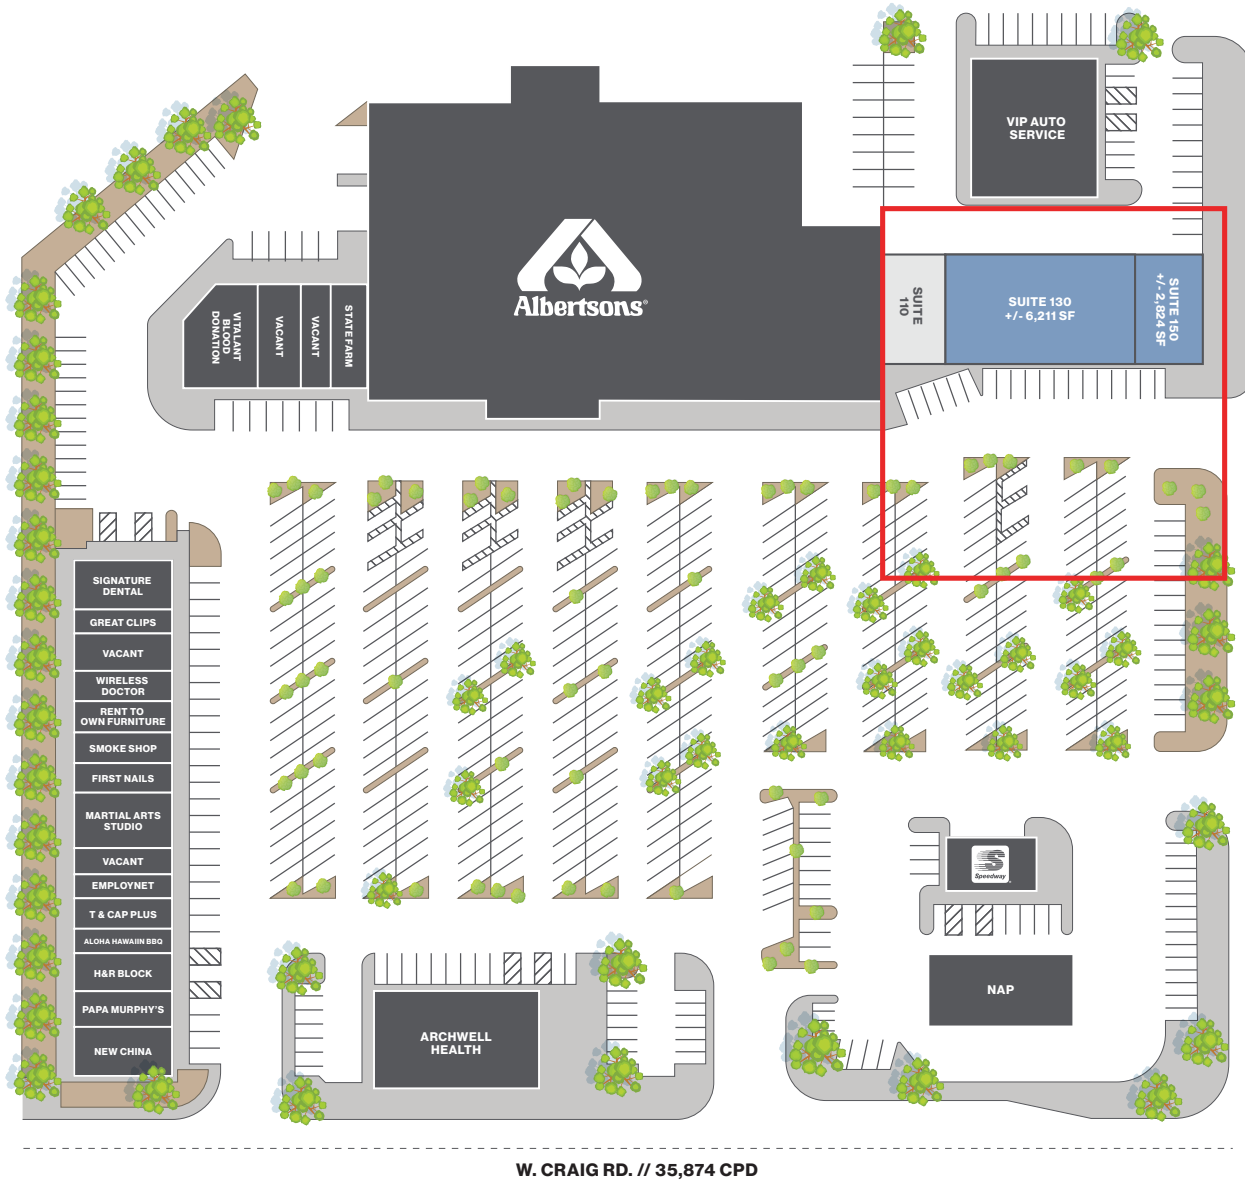 VIP AUTO
SERVICE
Albertsons®
SUITE
110
SUITE 130
+/- 6,211 SF
SUITE 150
+/- 2,824 SF
VITALANT
BLOOD
DONATION
VACANT
VACANT
STATE FARM
SIGNATURE
DENTAL
GREAT CLIPS
VACANT
WIRELESS
DOCTOR
RENT TO
OWN FURNITURE
SMOKE SHOP
FIRST NAILS
MARTIAL ARTS
STUDIO
VACANT
EMPLOYNET
T & CAP PLUS
ALOHA HAWAIIN BBQ
H&R BLOCK
PAPA MURPHY'S
NEW CHINA
S
Speedway
NAP
ARCHWELL
HEALTH
W. CRAIG RD. // 35,874 CPD